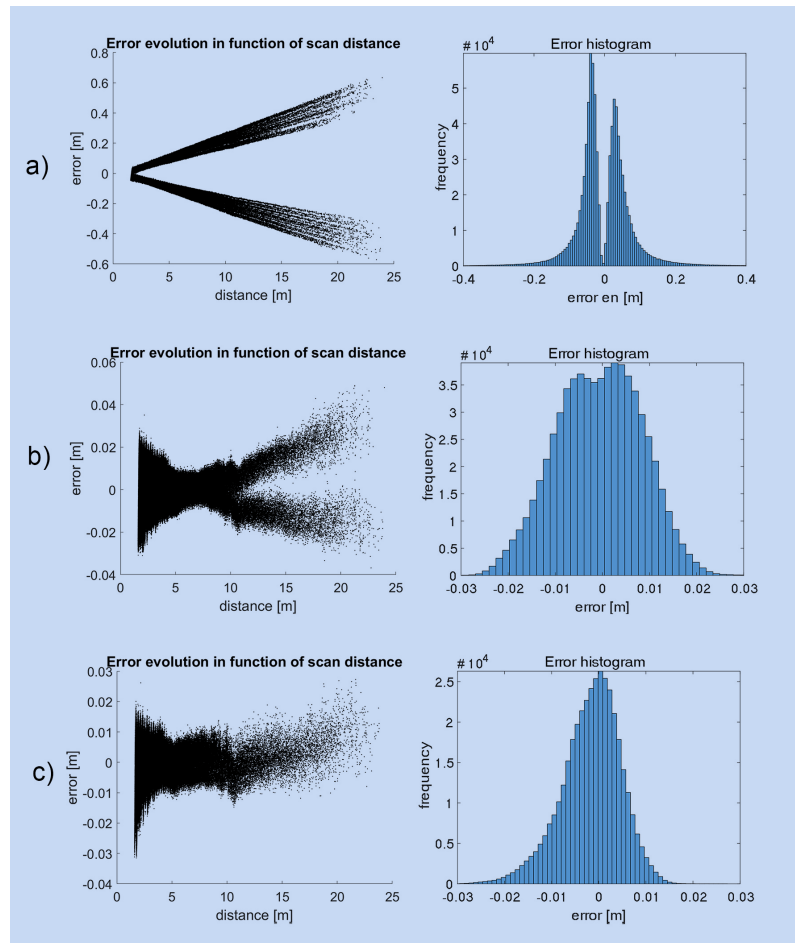 a)
Error evolution in function of scan distance
0.8
0.6
0.4
0.2
0
-0.2
-0.4
-0.6
error [m]
0 5 10 15 20 25
distance [m]
# 10^4
Error histogram
5
4
3
2
1
0
frequency
-0.4 -0.2 0 0.2 0.4
error en [m]
b)
Error evolution in function of scan distance
0.06
0.04
0.02
0
-0.02
-0.04
error [m]
0 5 10 15 20 25
distance [m]
# 10^4
Error histogram
3.5
3
2.5
2
1.5
1
0.5
0
frequency
-0.03 -0.02 -0.01 0 0.01 0.02 0.03
error [m]
c)
Error evolution in function of scan distance
0.03
0.02
0.01
0
-0.01
-0.02
-0.03
-0.04
error [m]
0 5 10 15 20 25
distance [m]
# 10^4
Error histogram
2.5
2
1.5
1
0.5
0
frequency
-0.03 -0.02 -0.01 0 0.01 0.02 0.03
error [m]